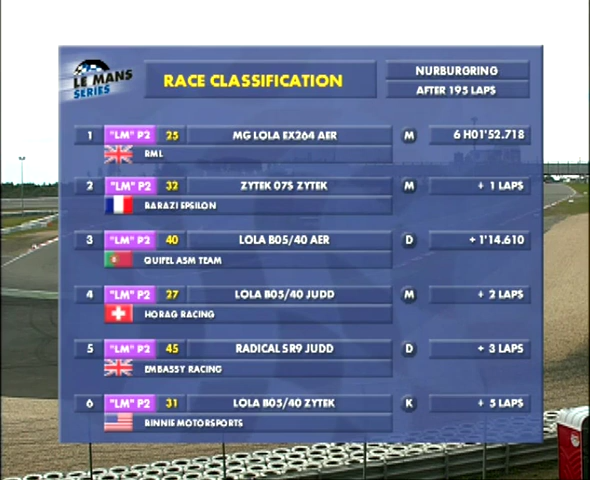 LE MANS
SERIES
RACE CLASSIFICATION
NURBURGRING
AFTER 195 LAPS
1 "LM" P2 25 MG LOLA EX264 AER M 6 H01'52.718
RML
2 "LM" P2 32 ZYTEK 07S ZYTEK M + 1 LAPS
BARAZI EPSILON
3 "LM" P2 40 LOLA B05/40 AER D + 1'14.610
QUIFEL ASM TEAM
4 "LM" P2 27 LOLA B05/40 JUDD M + 2 LAPS
HORAG RACING
5 "LM" P2 45 RADICAL SR9 JUDD D + 3 LAPS
EMBASSY RACING
6 "LM" P2 31 LOLA B05/40 ZYTEK K + 5 LAPS
BINNIE MOTORSPORTS